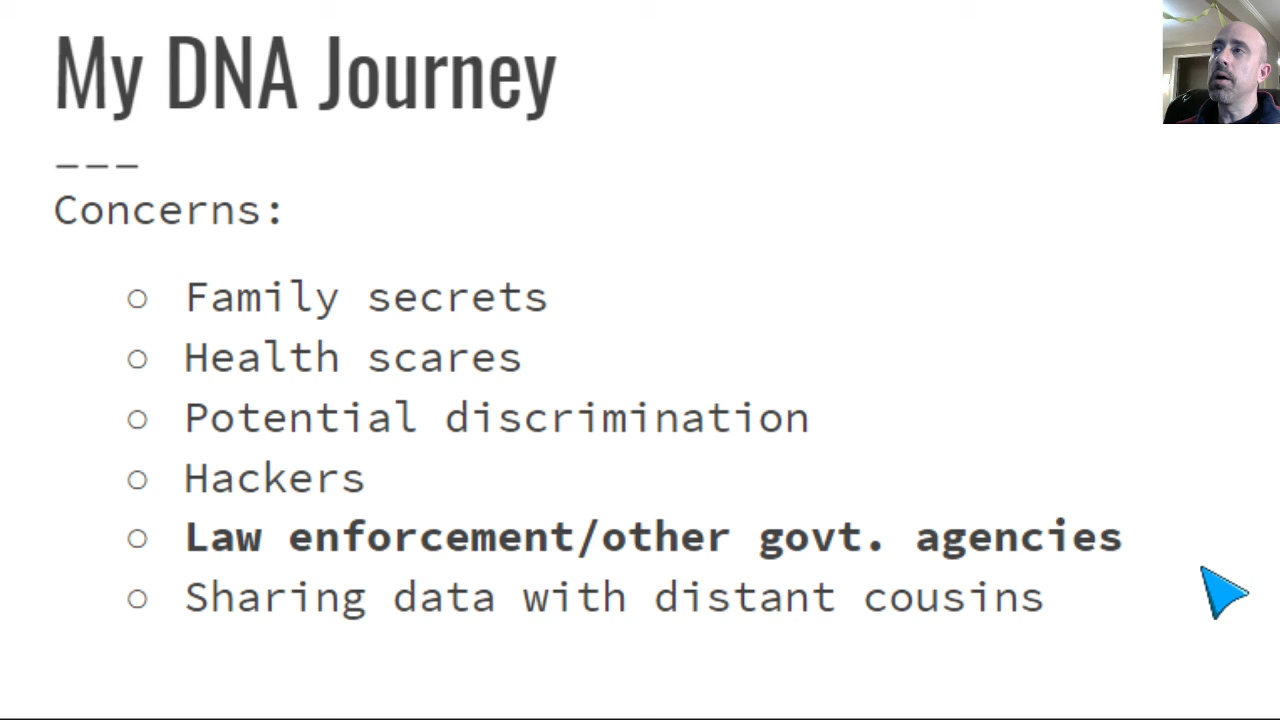 My DNA Journey
---
Concerns:
○ Family secrets
○ Health scares
○ Potential discrimination
○ Hackers
○ Law enforcement/other govt. agencies
○ Sharing data with distant cousins